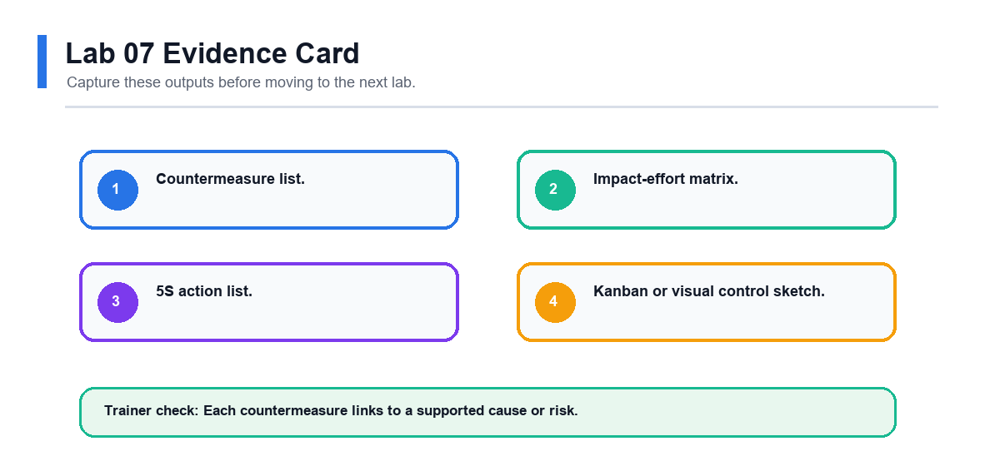 Lab 07 Evidence Card
Capture these outputs before moving to the next lab.
1
Countermeasure list.
2
Impact-effort matrix.
3
5S action list.
4
Kanban or visual control sketch.
Trainer check: Each countermeasure links to a supported cause or risk.